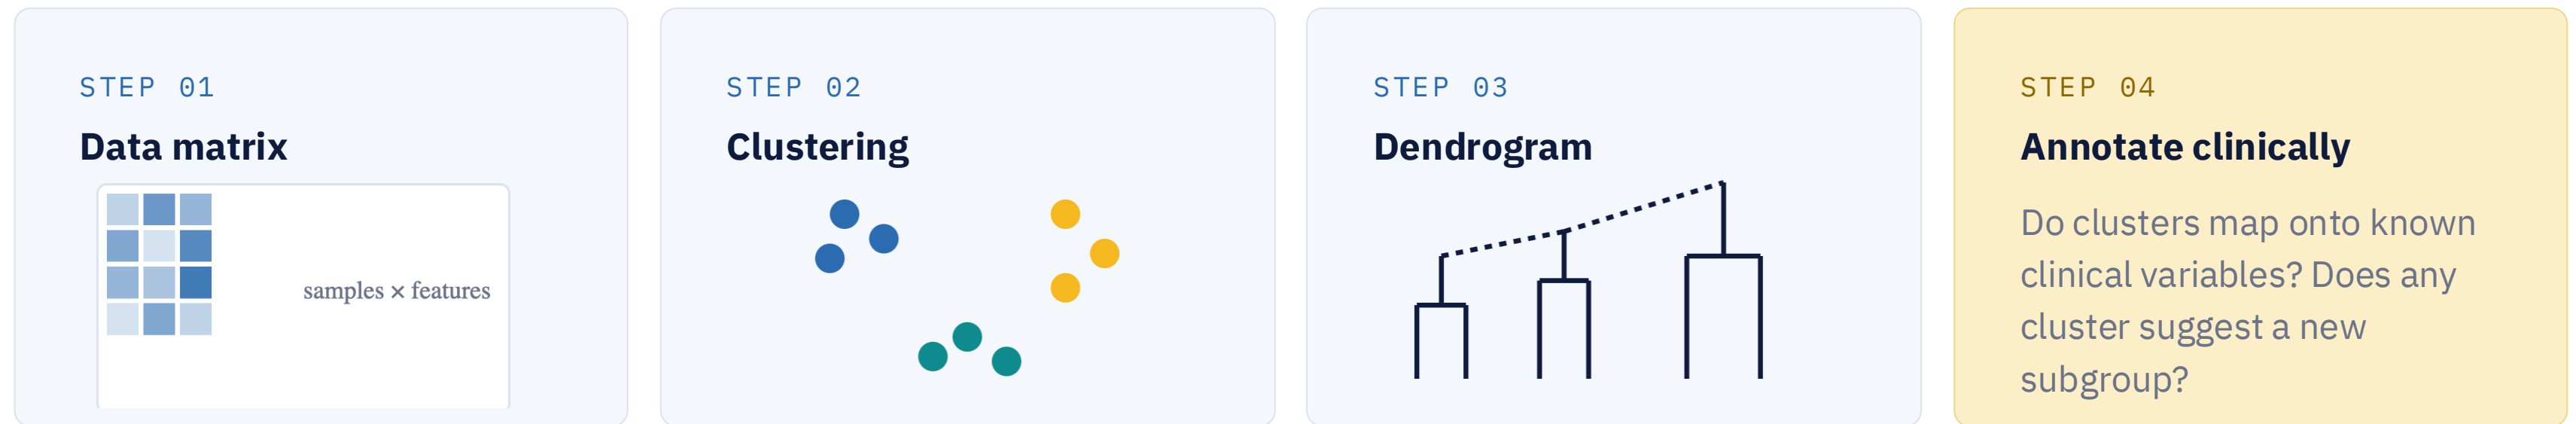 STEP 01
Data matrix
samples × features
STEP 02
Clustering
STEP 03
Dendrogram
STEP 04
Annotate clinically
Do clusters map onto known
clinical variables? Does any
cluster suggest a new
subgroup?